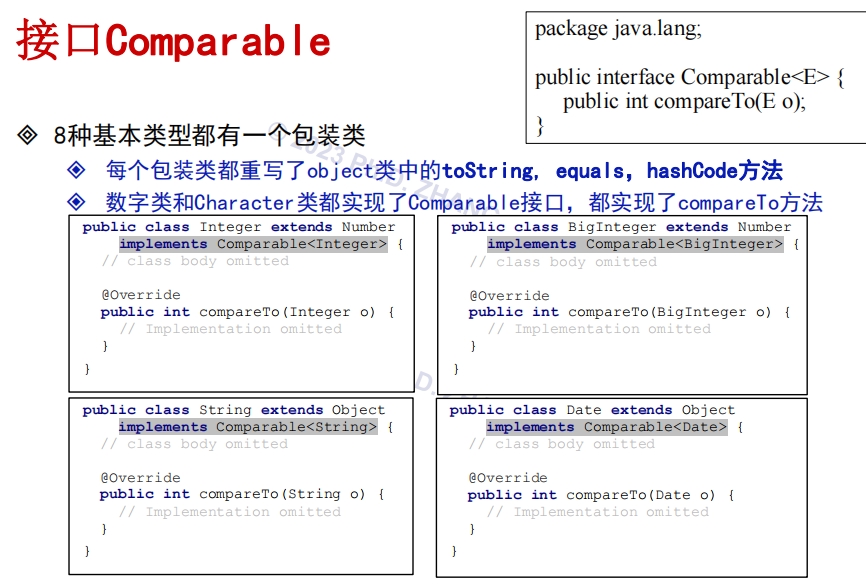 接口Comparable
package java.lang;
public interface Comparable<E> {
public int compareTo(E o);
}
8种基本类型都有一个包装类
每个包装类都重写了object类中的toString, equals，hashCode方法
数字类和Character类都实现了Comparable接口，都实现了compareTo方法
public class Integer extends Number
implements Comparable<Integer> {
// class body omitted
@Override
public int compareTo(Integer o) {
// Implementation omitted
}
}
public class BigInteger extends Number
implements Comparable<BigInteger> {
// class body omitted
@Override
public int compareTo(BigInteger o) {
// Implementation omitted
}
}
public class String extends Object
implements Comparable<String> {
// class body omitted
@Override
public int compareTo(String o) {
// Implementation omitted
}
}
public class Date extends Object
implements Comparable<Date> {
// class body omitted
@Override
public int compareTo(Date o) {
// Implementation omitted
}
}